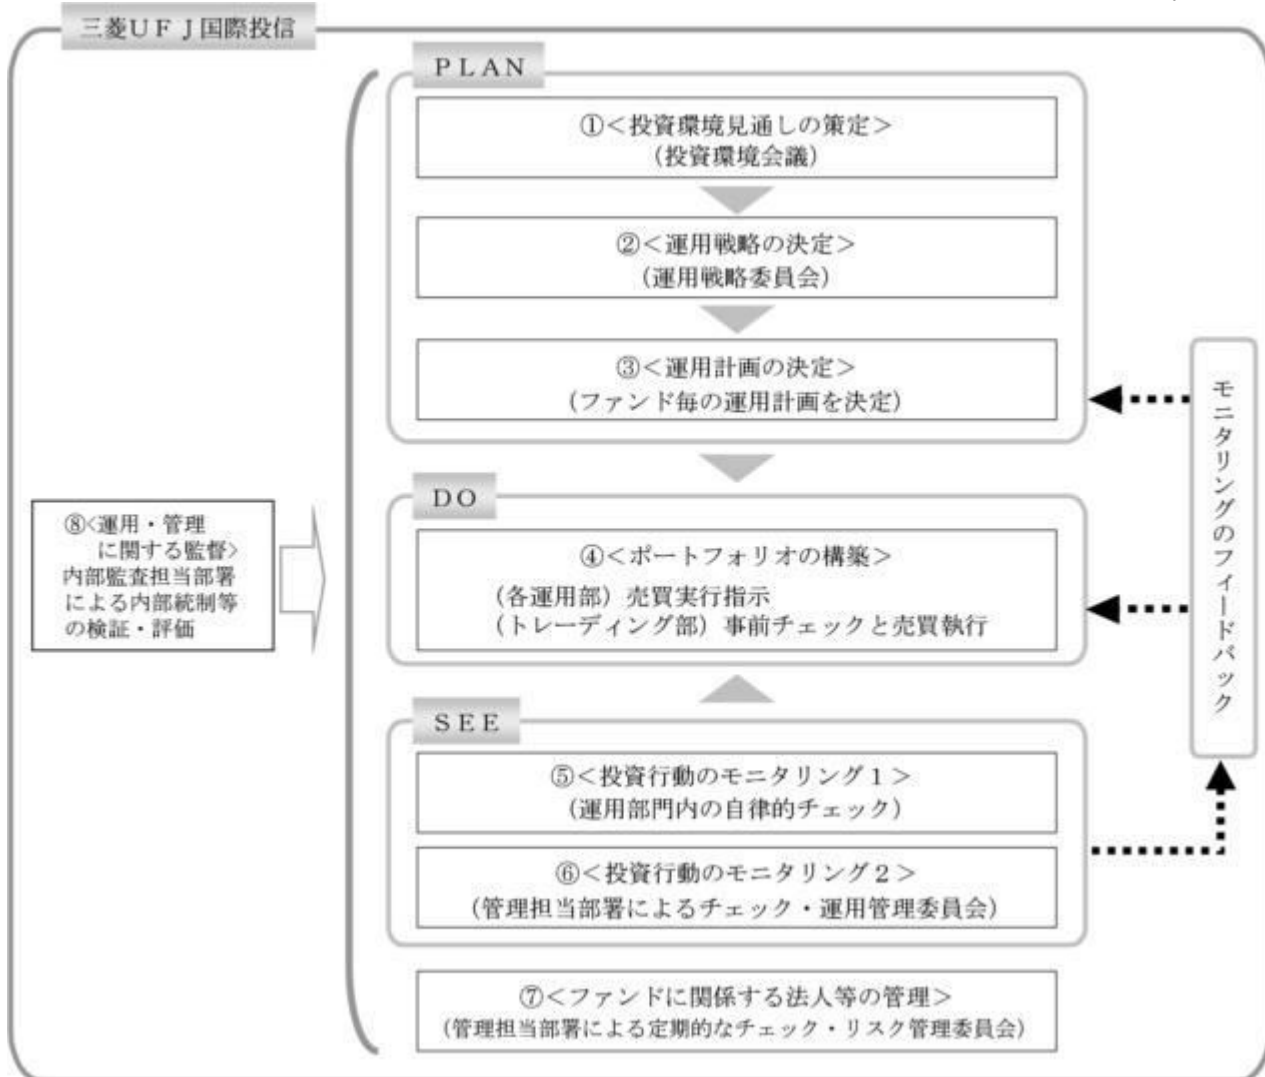 三菱ＵＦＪ国際投信
ＰＬＡＮ
①＜投資環境見通しの策定＞
（投資環境会議）
②＜運用戦略の決定＞
（運用戦略委員会）
③＜運用計画の決定＞
（ファンド毎の運用計画を決定）
ＤＯ
④＜ポートフォリオの構築＞
（各運用部）売買実行指示
（トレーディング部）事前チェックと売買執行
ＳＥＥ
⑤＜投資行動のモニタリング１＞
（運用部門内の自律的チェック）
⑥＜投資行動のモニタリング２＞
（管理担当部署によるチェック・運用管理委員会）
⑦＜ファンドに関係する法人等の管理＞
（管理担当部署による定期的なチェック・リスク管理委員会）
⑧<運用・管理
に関する監督>
内部監査担当部署
による内部統制等
の検証・評価
モニタリングのフィードバック